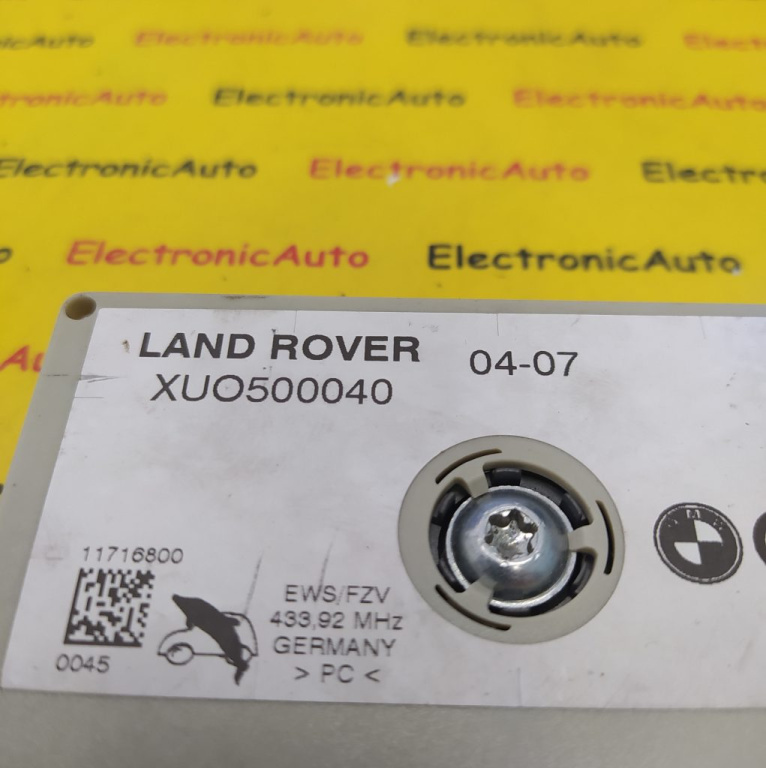 ElectronicAuto ElectronicAuto
ElectronicAuto
ElectronicAuto ElectronicAuto
ElectronicAuto ElectronicAuto
ElectronicAuto ElectronicAuto
LAND ROVER 04-07
XUO500040
BMW
11716800
EWS/FZV
433,92 MHz
GERMANY
> PC <
0045